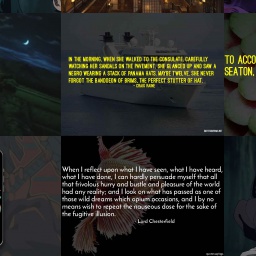 IN THE MORNING, WHEN SHE WALKED TO THE CONSULATE, CAREFULLY
WATCHING HER SANDALS ON THE PAVEMENT, SHE GLANCED UP AND SAW A
NEGRO WEARING A STACK OF PANAMA HATS, MAYBE TWELVE. SHE NEVER
FORGOT THE BANDOEON OF BRIMS, THE PERFECT STUTTER OF HAT.
- CRAIG RAINE
TO ACCO
SEATON,
When I reflect upon what I have seen, what I have heard,
what I have done, I can hardly persuade myself that all
that frivolous hurry and bustle and pleasure of the world
had any reality; and I look on what has passed as one of
those wild dreams which opium occasions, and I by no
means wish to repeat the nauseous dose for the sake of
the fugitive illusion.
- Lord Chesterfield